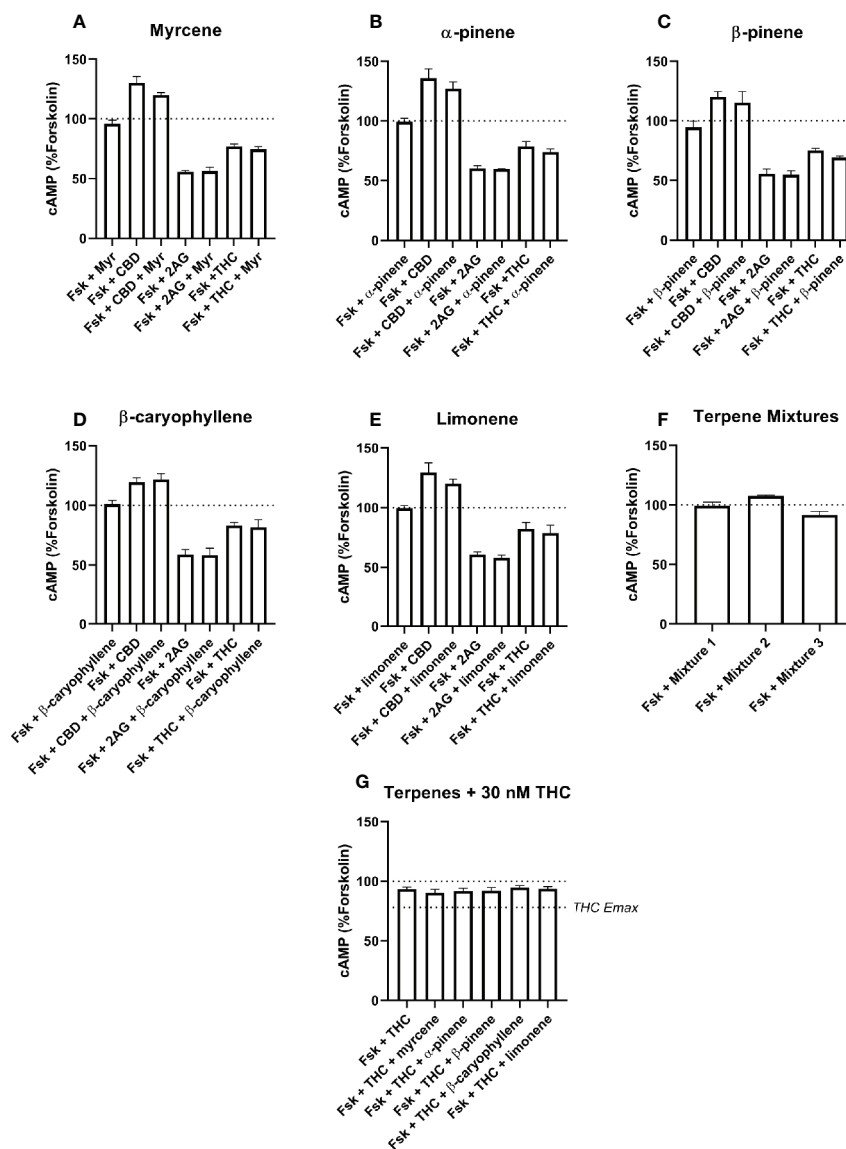 A
Myrcene
cAMP (%Forskolin)
150
100
50
0
Fsk + Myr
Fsk + CBD
Fsk + CBD + Myr
Fsk + 2AG
Fsk + 2AG + Myr
Fsk +THC
Fsk + THC + Myr
B
α-pinene
cAMP (%Forskolin)
150
100
50
0
Fsk + α-pinene
Fsk + CBD
Fsk + CBD + α-pinene
Fsk + 2AG
Fsk + 2AG + α-pinene
Fsk +THC
Fsk + THC + α-pinene
C
β-pinene
cAMP (%Forskolin)
150
100
50
0
Fsk + β-pinene
Fsk + CBD
Fsk + CBD + β-pinene
Fsk + 2AG
Fsk + 2AG + β-pinene
Fsk + THC
Fsk + THC + β-pinene
D
β-caryophyllene
cAMP (%Forskolin)
150
100
50
0
Fsk + β-caryophyllene
Fsk + CBD
Fsk + CBD + β-caryophyllene
Fsk + 2AG
Fsk + 2AG + β-caryophyllene
Fsk + THC
Fsk + THC + β-caryophyllene
E
Limonene
cAMP (%Forskolin)
150
100
50
0
Fsk + limonene
Fsk + CBD
Fsk + CBD + limonene
Fsk + 2AG
Fsk + 2AG + limonene
Fsk + THC
Fsk + THC + limonene
F
Terpene Mixtures
cAMP (%Forskolin)
150
100
50
0
Fsk + Mixture 1
Fsk + Mixture 2
Fsk + Mixture 3
G
Terpenes + 30 nM THC
cAMP (%Forskolin)
150
100
50
0
THC Emax
Fsk + THC
Fsk + THC + myrcene
Fsk + THC + α-pinene
Fsk + THC + β-pinene
Fsk + THC + β-caryophyllene
Fsk + THC + limonene